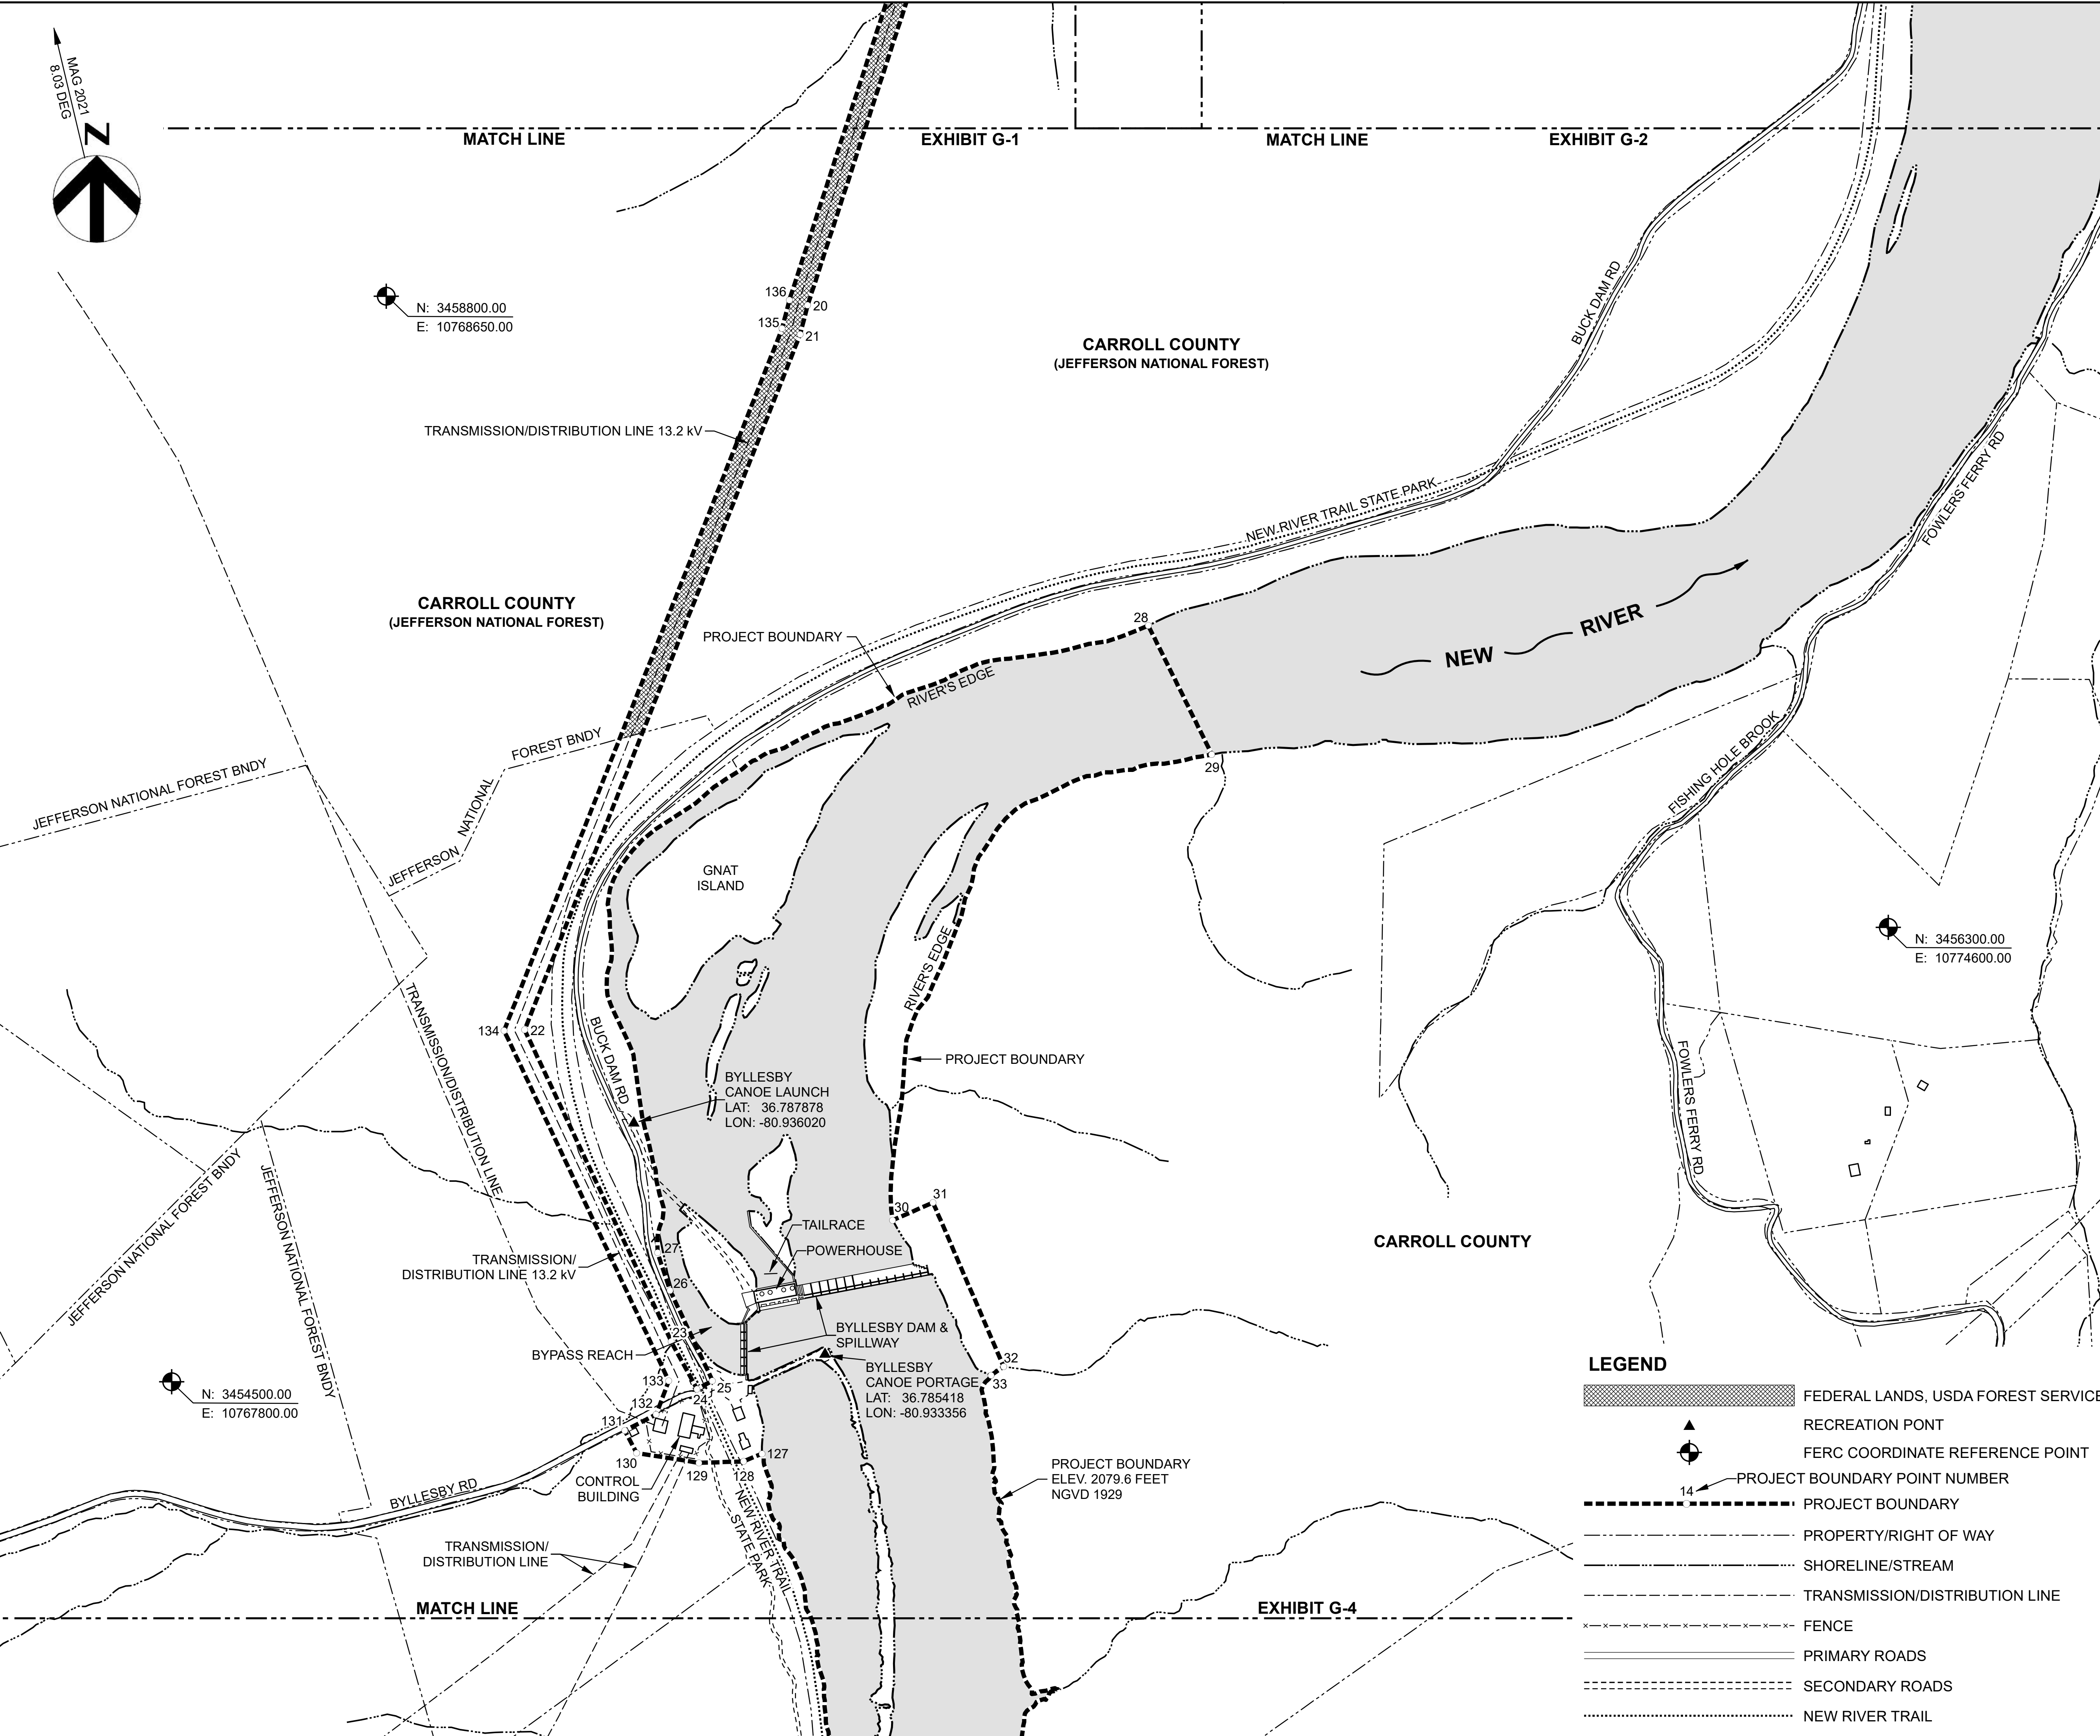 MAG 2021
8.03 DEG
N
MATCH LINE
EXHIBIT G-1
MATCH LINE
EXHIBIT G-2
N: 3458800.00
E: 10768650.00
136
20
135
21
CARROLL COUNTY
(JEFFERSON NATIONAL FOREST)
BUCK DAM RD
TRANSMISSION/DISTRIBUTION LINE 13.2 kV
NEW RIVER TRAIL STATE PARK
FOWLERS FERRY RD
CARROLL COUNTY
(JEFFERSON NATIONAL FOREST)
PROJECT BOUNDARY
28
RIVER'S EDGE
NEW
RIVER
29
JEFFERSON NATIONAL FOREST BNDY
JEFFERSON
NATIONAL
FOREST BNDY
FISHING HOLE BROOK
GNAT
ISLAND
RIVER'S EDGE
N: 3456300.00
E: 10774600.00
134
22
TRANSMISSION/DISTRIBUTION LINE
BUCK DAM RD
PROJECT BOUNDARY
BYLLESBY
CANOE LAUNCH
LAT: 36.787878
LON: -80.936020
FOWLERS FERRY RD
JEFFERSON NATIONAL FOREST BNDY
JEFFERSON NATIONAL FOREST BNDY
30
31
TAILRACE
POWERHOUSE
27
26
TRANSMISSION/
DISTRIBUTION LINE 13.2 kV
CARROLL COUNTY
23
BYPASS REACH
BYLLESBY DAM &
SPILLWAY
BYLLESBY
CANOE PORTAGE
LAT: 36.785418
LON: -80.933356
32
33
N: 3454500.00
E: 10767800.00
133
25
24
132
131
130
129
128
127
CONTROL
BUILDING
BYLLESBY RD
PROJECT BOUNDARY
ELEV. 2079.6 FEET
NGVD 1929
NEW RIVER TRAIL
STATE PARK
TRANSMISSION/
DISTRIBUTION LINE
MATCH LINE
EXHIBIT G-4
LEGEND
FEDERAL LANDS, USDA FOREST SERVICE
RECREATION PONT
FERC COORDINATE REFERENCE POINT
PROJECT BOUNDARY POINT NUMBER
14
PROJECT BOUNDARY
PROPERTY/RIGHT OF WAY
SHORELINE/STREAM
TRANSMISSION/DISTRIBUTION LINE
FENCE
PRIMARY ROADS
SECONDARY ROADS
NEW RIVER TRAIL